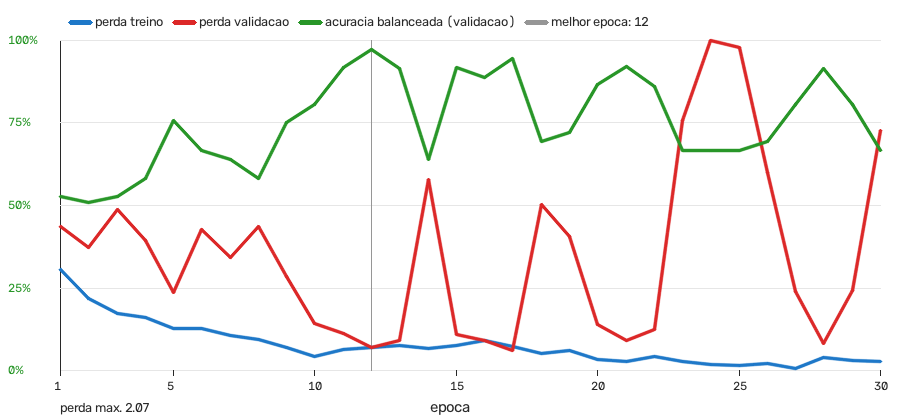 perda treino perda validacao acuracia balanceada (validacao) melhor epoca: 12
100%
75%
50%
25%
0%
1 5 10 15 20 25 30
perda max. 2.07 epoca